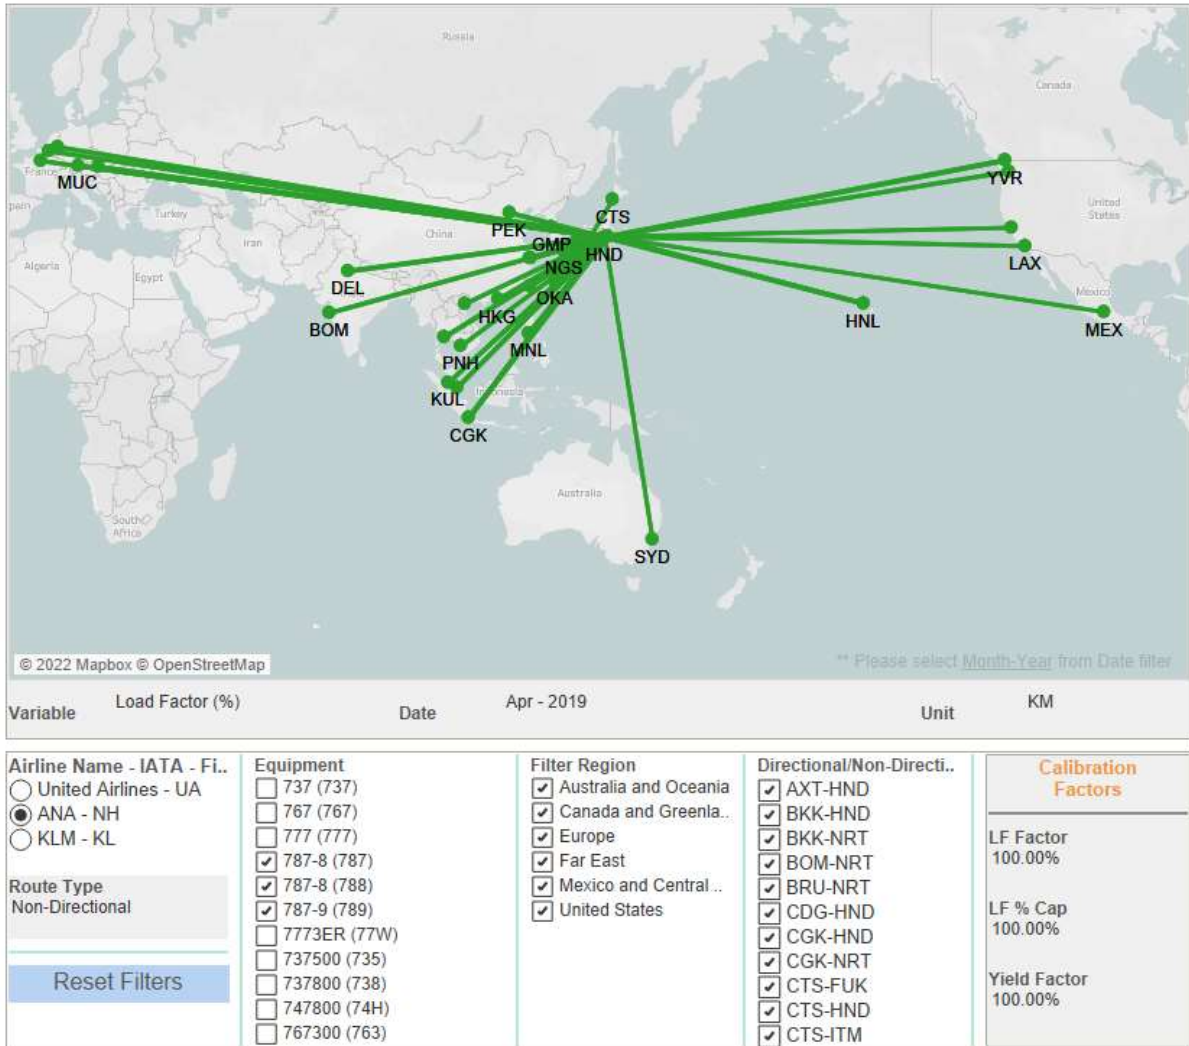 Russia
Canada
France
MUC
pain
Turkey
PEK
CTS
YVR
United
States
China
GMP
HND
Iran
NGS
LAX
Algeria
Egypt
DEL
OKA
Mexico
BOM
HKG
HNL
MEX
MNL
PNH
KUL
Indonesia
CGK
Australia
South
Africa
SYD
© 2022 Mapbox © OpenStreetMap
** Please select Month-Year from Date filter
Variable Load Factor (%) Date Apr - 2019 Unit KM
Airline Name - IATA - Fi..
United Airlines - UA
ANA - NH
KLM - KL
Route Type
Non-Directional
Reset Filters
Equipment
737 (737)
767 (767)
777 (777)
787-8 (787)
787-8 (788)
787-9 (789)
7773ER (77W)
737500 (735)
737800 (738)
747800 (74H)
767300 (763)
Filter Region
Australia and Oceania
Canada and Greenla..
Europe
Far East
Mexico and Central ..
United States
Directional/Non-Directi..
AXT-HND
BKK-HND
BKK-NRT
BOM-NRT
BRU-NRT
CDG-HND
CGK-HND
CGK-NRT
CTS-FUK
CTS-HND
CTS-ITM
Calibration
Factors
LF Factor
100.00%
LF % Cap
100.00%
Yield Factor
100.00%